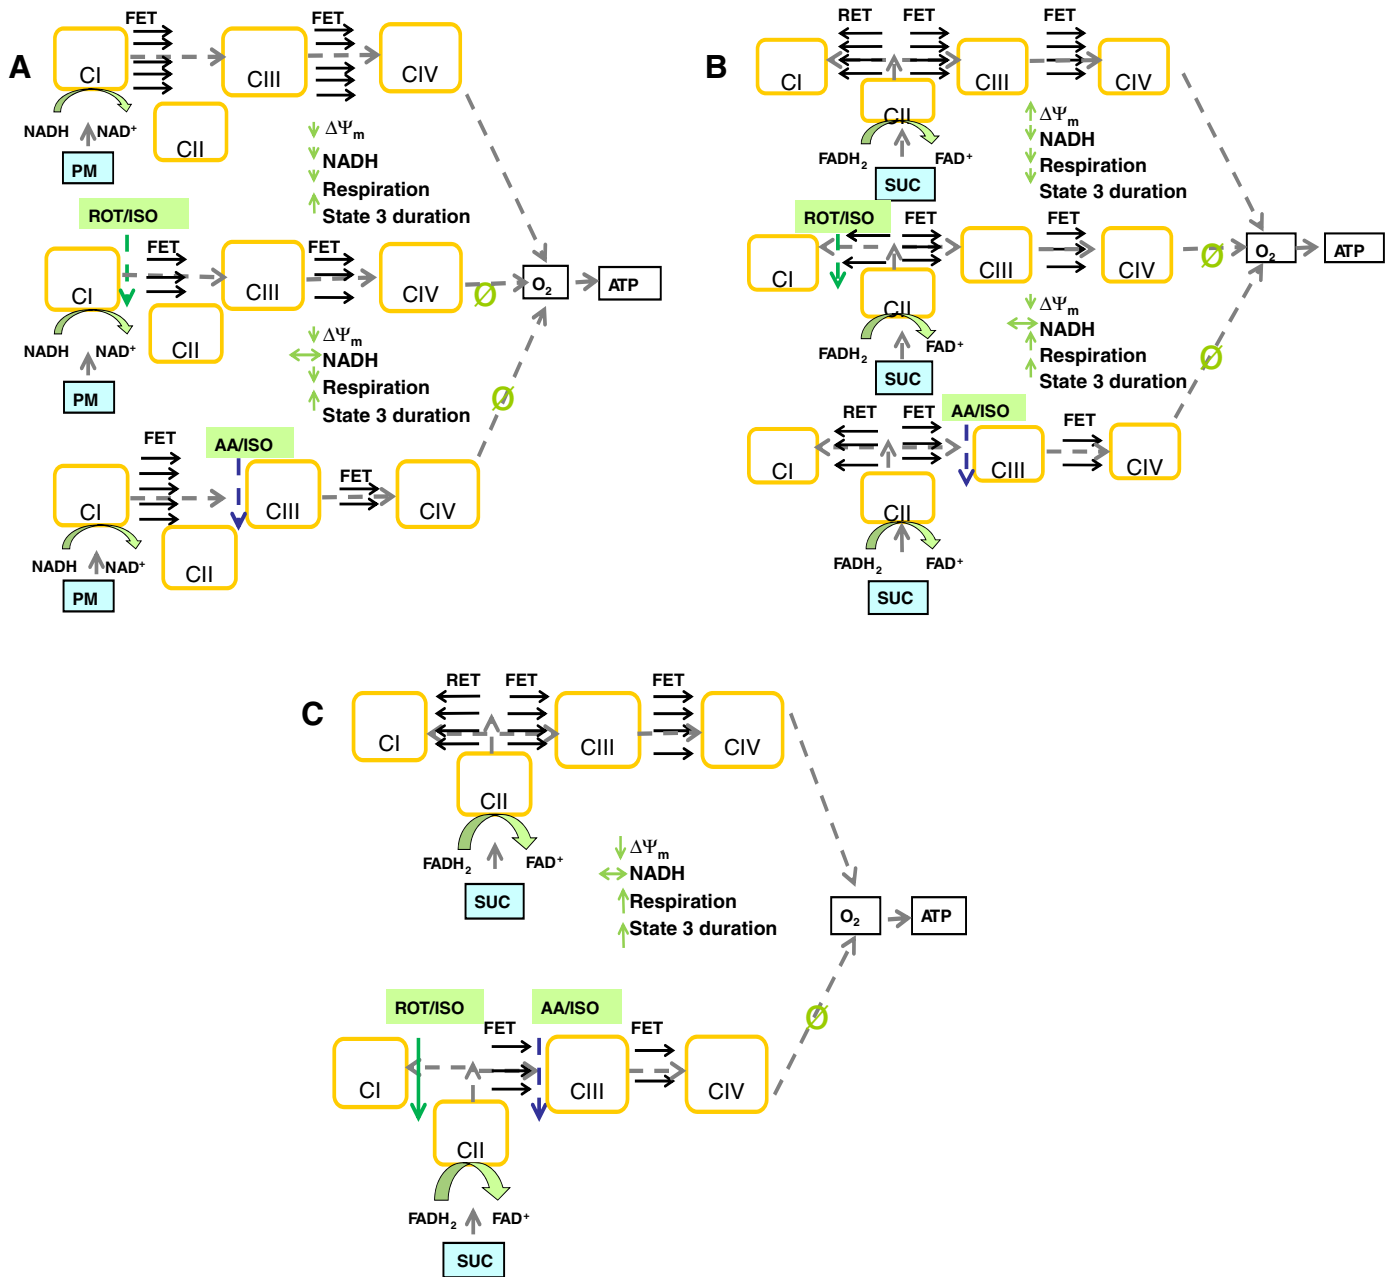 A
FET
FET
CI
CIII
CIV
NADH
NAD+
CII
PM
ΔΨm
NADH
Respiration
State 3 duration
ROT/ISO
FET
FET
CI
CIII
CIV
Ø
NADH
NAD+
CII
PM
ΔΨm
NADH
Respiration
State 3 duration
O2
ATP
Ø
FET
AA/ISO
FET
CI
CIII
CIV
NADH
NAD+
CII
PM
B
RET
FET
FET
CI
CIII
CIV
CII
FADH2
FAD+
SUC
ΔΨm
NADH
Respiration
State 3 duration
ROT/ISO
FET
FET
CI
CIII
CIV
Ø
O2
ATP
CII
FADH2
FAD+
SUC
ΔΨm
NADH
Respiration
State 3 duration
Ø
RET
FET
AA/ISO
FET
CI
CIII
CIV
CII
FADH2
FAD+
SUC
C
RET
FET
FET
CI
CIII
CIV
CII
FADH2
FAD+
SUC
ΔΨm
NADH
Respiration
State 3 duration
O2
ATP
ROT/ISO
FET
AA/ISO
FET
Ø
CI
CIII
CIV
CII
FADH2
FAD+
SUC